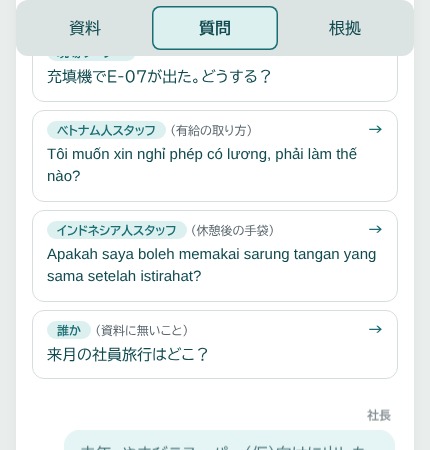 資料
質問
根拠
充填機でE-07が出た。どうする？
ベトナム人スタッフ （有給の取り方） →
Tôi muốn xin nghỉ phép có lương, phải làm thế
nào?
インドネシア人スタッフ （休憩後の手袋） →
Apakah saya boleh memakai sarung tangan yang
sama setelah istirahat?
誰か （資料に無いこと） →
来月の社員旅行はどこ？
社長